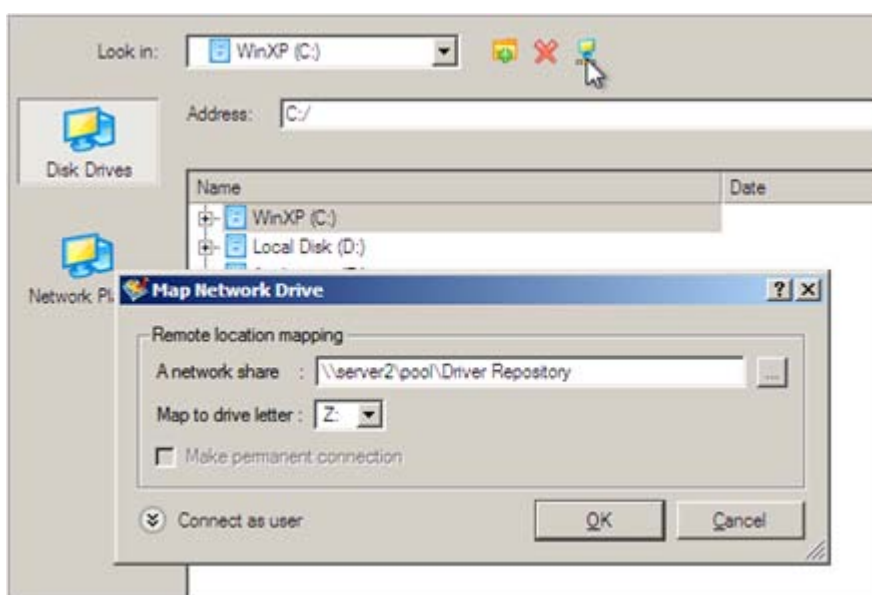 Look in: WinXP (C:)
Address: C:/
Disk Drives
Name Date
WinXP (C:)
Local Disk (D:)
Network
Map Network Drive
Remote location mapping
A network share : \\server2\pool\Driver Repository ...
Map to drive letter : Z:
Make permanent connection
Connect as user OK Cancel